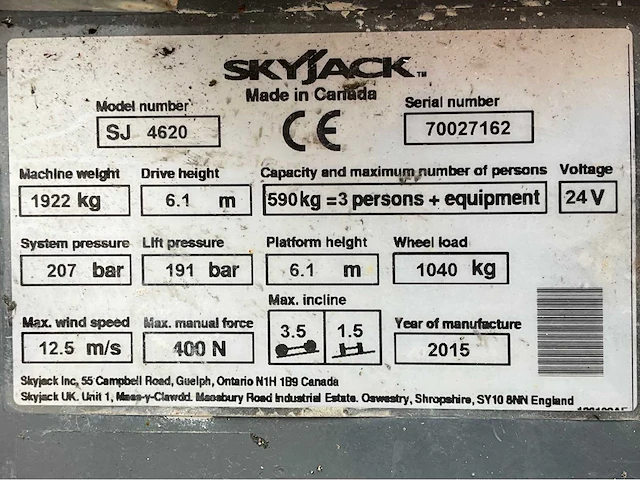 SKYJACK™
Made in Canada
Model number
SJ 4620
CE
Serial number
70027162
Machine weight
1922 kg
Drive height
6.1 m
Capacity and maximum number of persons
590kg =3 persons + equipment
Voltage
24 V
System pressure
207 bar
Lift pressure
191 bar
Platform height
6.1 m
Wheel load
1040 kg
Max. wind speed
12.5 m/s
Max. manual force
400 N
Max. incline
3.5 1.5
Year of manufacture
2015
Skyjack Inc, 55 Campbell Road, Guelph, Ontario N1H 1B9 Canada
Skyjack UK. Unit 1, Maes-y-Clawdd. Maesbury Road Industrial Estate. Oswestry, Shropshire, SY10 8NN England